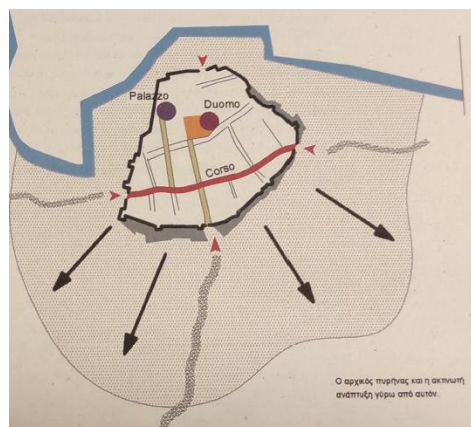 Palazzo
Duomo
Corso
Ο αρχικός πυρήνας και η ακτινωτή
ανάπτυξη γύρω από αυτόν.